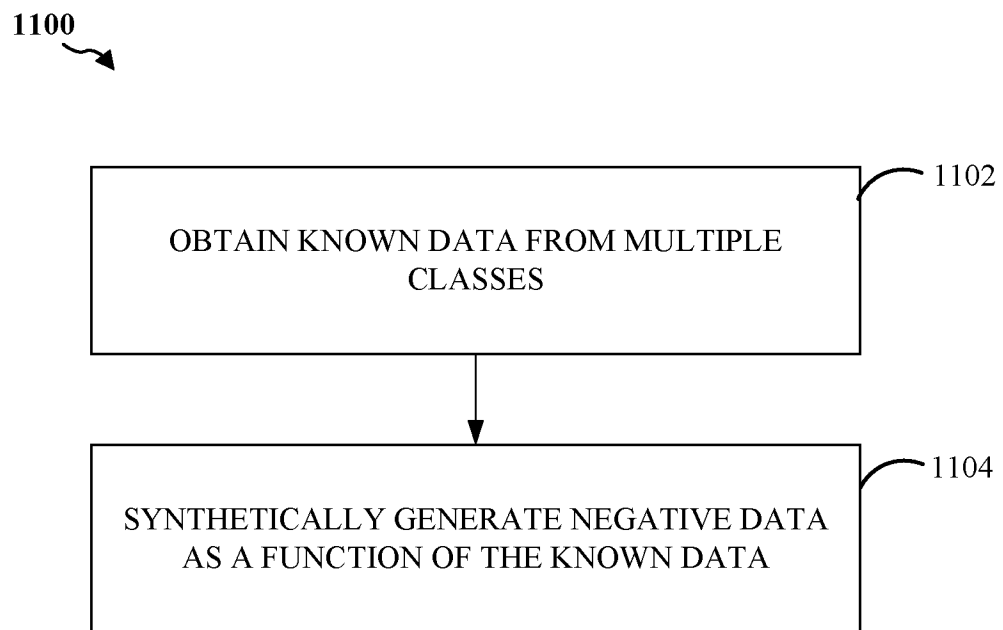 1100
1102
OBTAIN KNOWN DATA FROM MULTIPLE
CLASSES
1104
SYNTHETICALLY GENERATE NEGATIVE DATA
AS A FUNCTION OF THE KNOWN DATA